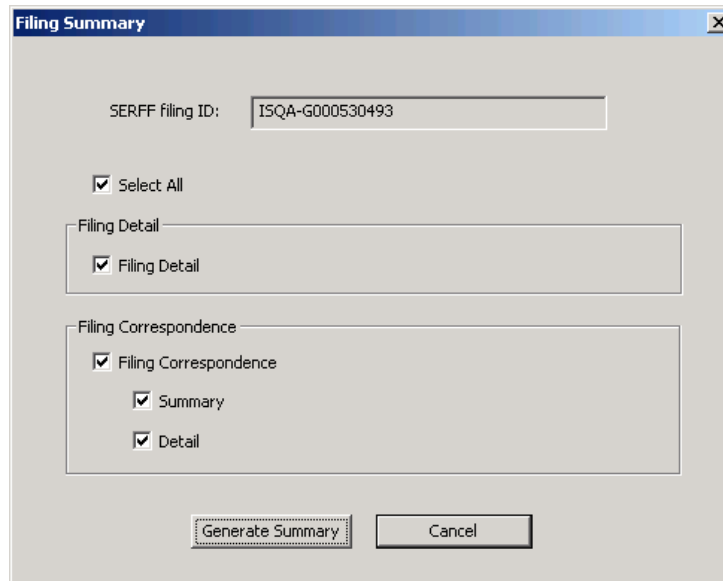 Filing Summary
SERFF filing ID: ISQA-G000530493
Select All
Filing Detail
Filing Detail
Filing Correspondence
Filing Correspondence
Summary
Detail
Generate Summary Cancel